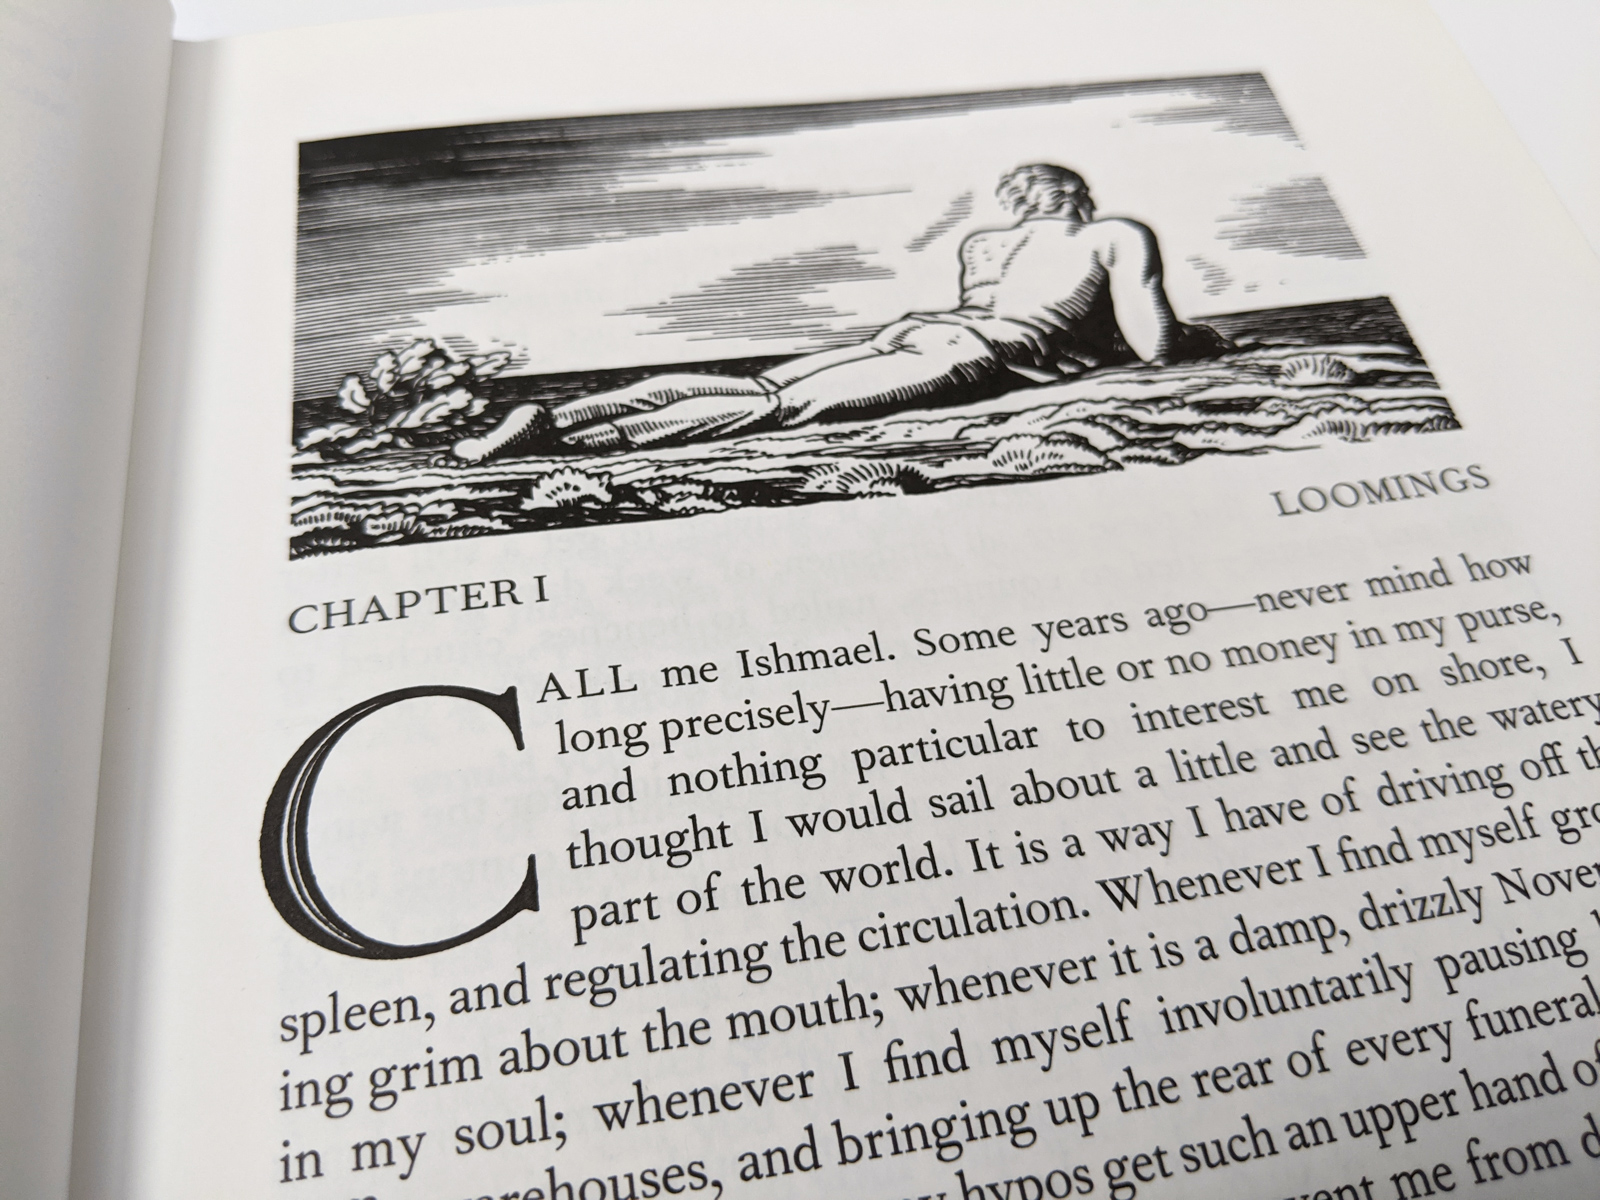 LOOMINGS
CHAPTER I
CALL me Ishmael. Some years ago—never mind how
long precisely—having little or no money in my purse,
and nothing particular to interest me on shore, I
thought I would sail about a little and see the watery
part of the world. It is a way I have of driving off
spleen, and regulating the circulation. Whenever I find myself
ing grim about the mouth; whenever it is a damp, drizzly
in my soul; whenever I find myself involuntarily pausing
and bringing up the rear of every funeral
hypos get such an upper hand of
me from